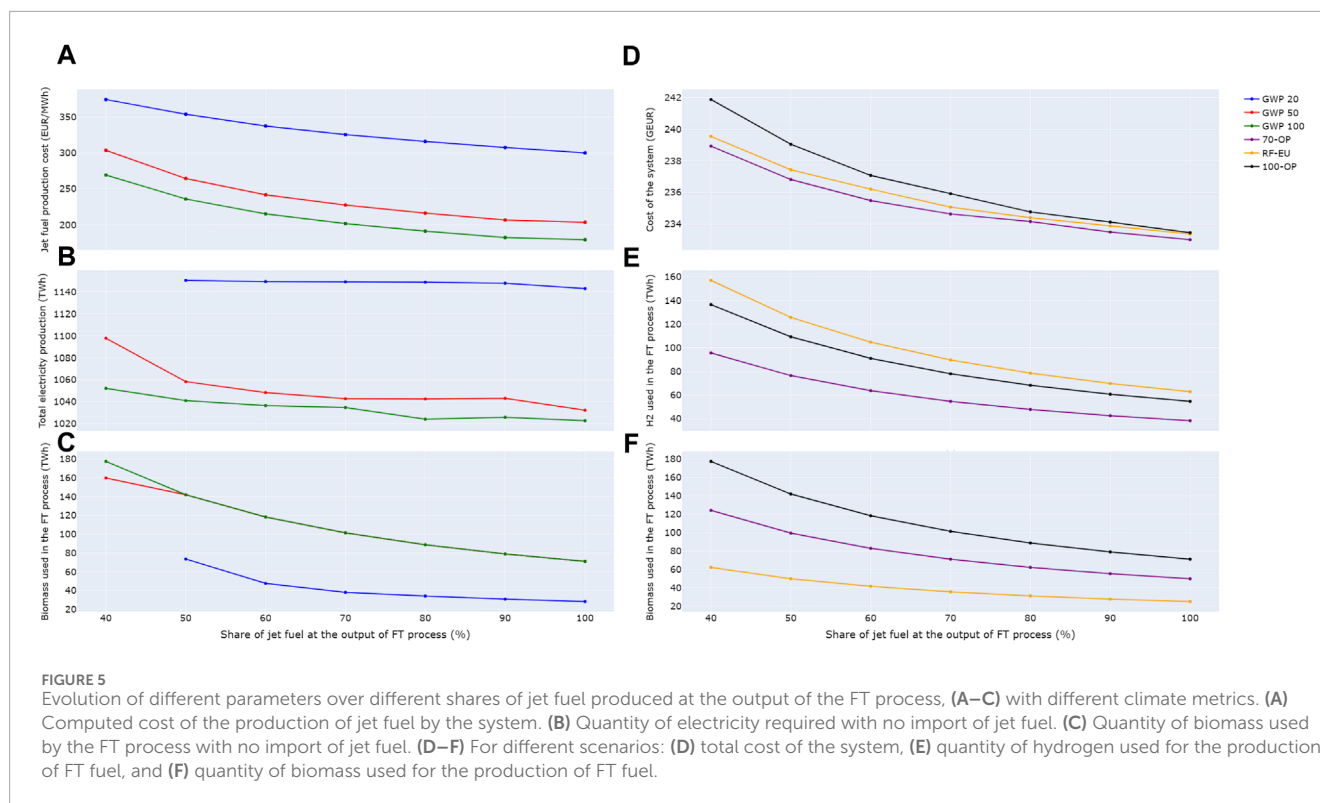 A
Jet fuel production cost (EUR/MWh)
350
300
250
200
40
50
60
70
80
90
100
B
Total electricity production (TWh)
1140
1120
1100
1080
1060
1040
1020
C
Biomass used in the FT process (TWh)
180
160
140
120
100
80
60
40
20
40
50
60
70
80
90
100
Share of jet fuel at the output of FT process (%)
D
Cost of the system (GEUR)
242
240
238
236
234
E
H2 used in the FT process (TWh)
160
140
120
100
80
60
40
F
Biomass used in the FT process (TWh)
180
160
140
120
100
80
60
40
20
40
50
60
70
80
90
100
Share of jet fuel at the output of FT process (%)
GWP 20
GWP 50
GWP 100
70-OP
RF-EU
100-OP
FIGURE 5
Evolution of different parameters over different shares of jet fuel produced at the output of the FT process, (A–C) with different climate metrics. (A)
Computed cost of the production of jet fuel by the system. (B) Quantity of electricity required with no import of jet fuel. (C) Quantity of biomass used
by the FT process with no import of jet fuel. (D–F) For different scenarios: (D) total cost of the system, (E) quantity of hydrogen used for the production
of FT fuel, and (F) quantity of biomass used for the production of FT fuel.